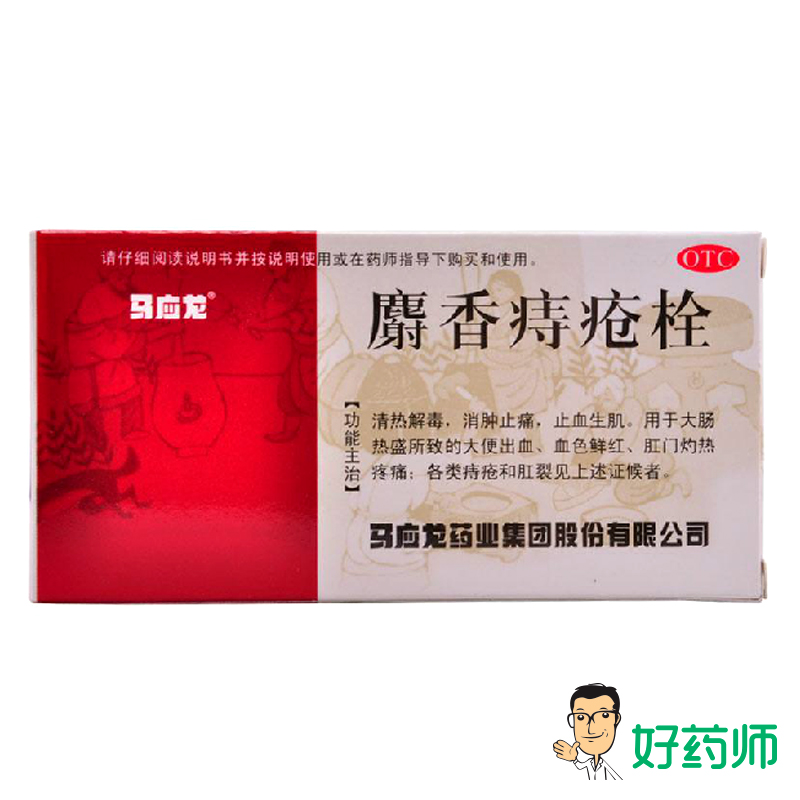 请仔细阅读说明书并按说明使用或在药师指导下购买和使用。
OTC
马应龙®
麝香痔疮栓
【功能主治】
清热解毒，消肿止痛，止血生肌。用于大肠
热盛所致的大便出血、血色鲜红、肛门灼热
疼痛；各类痔疮和肛裂见上述证候者。
马应龙药业集团股份有限公司
好药师